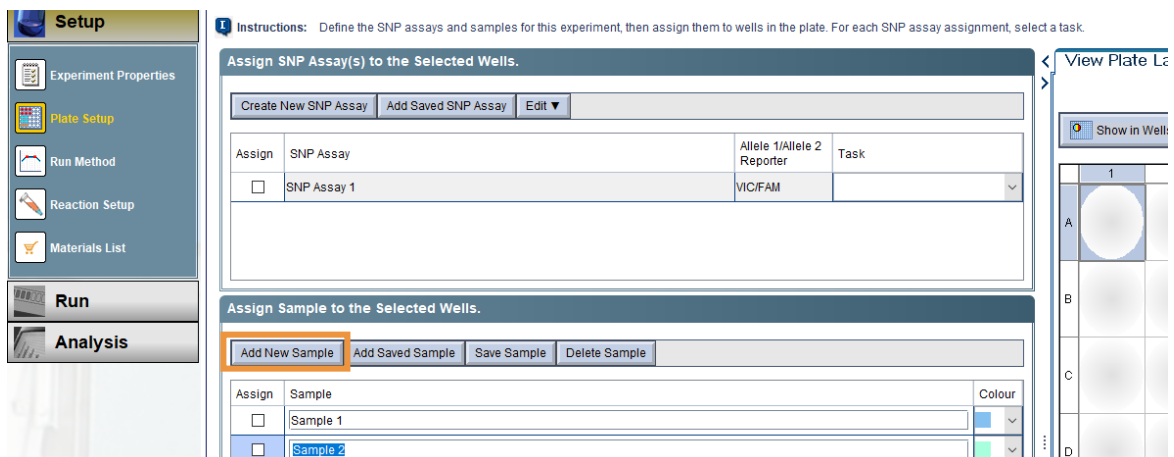 Setup
Experiment Properties
Plate Setup
Run Method
Reaction Setup
Materials List
Run
Analysis
Instructions: Define the SNP assays and samples for this experiment, then assign them to wells in the plate. For each SNP assay assignment, select a task.
Assign SNP Assay(s) to the Selected Wells.
Create New SNP Assay Add Saved SNP Assay Edit ▼
Assign SNP Assay Allele 1/Allele 2 Reporter Task
SNP Assay 1 VIC/FAM
Assign Sample to the Selected Wells.
Add New Sample Add Saved Sample Save Sample Delete Sample
Assign Sample Colour
Sample 1
Sample 2
View Plate La
Show in Wells
1
A
B
C
D